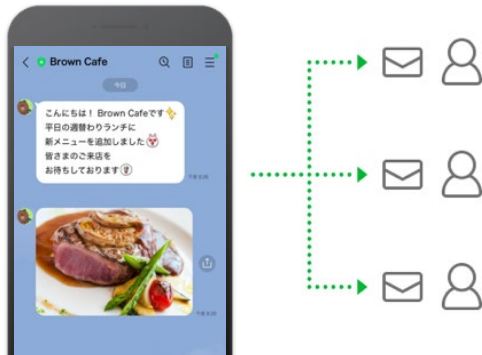 Brown Cafe
今日
こんにちは！ Brown Cafeです
平日の週替わりランチに
新メニューを追加しました
皆さまのご来店を
お待ちしております